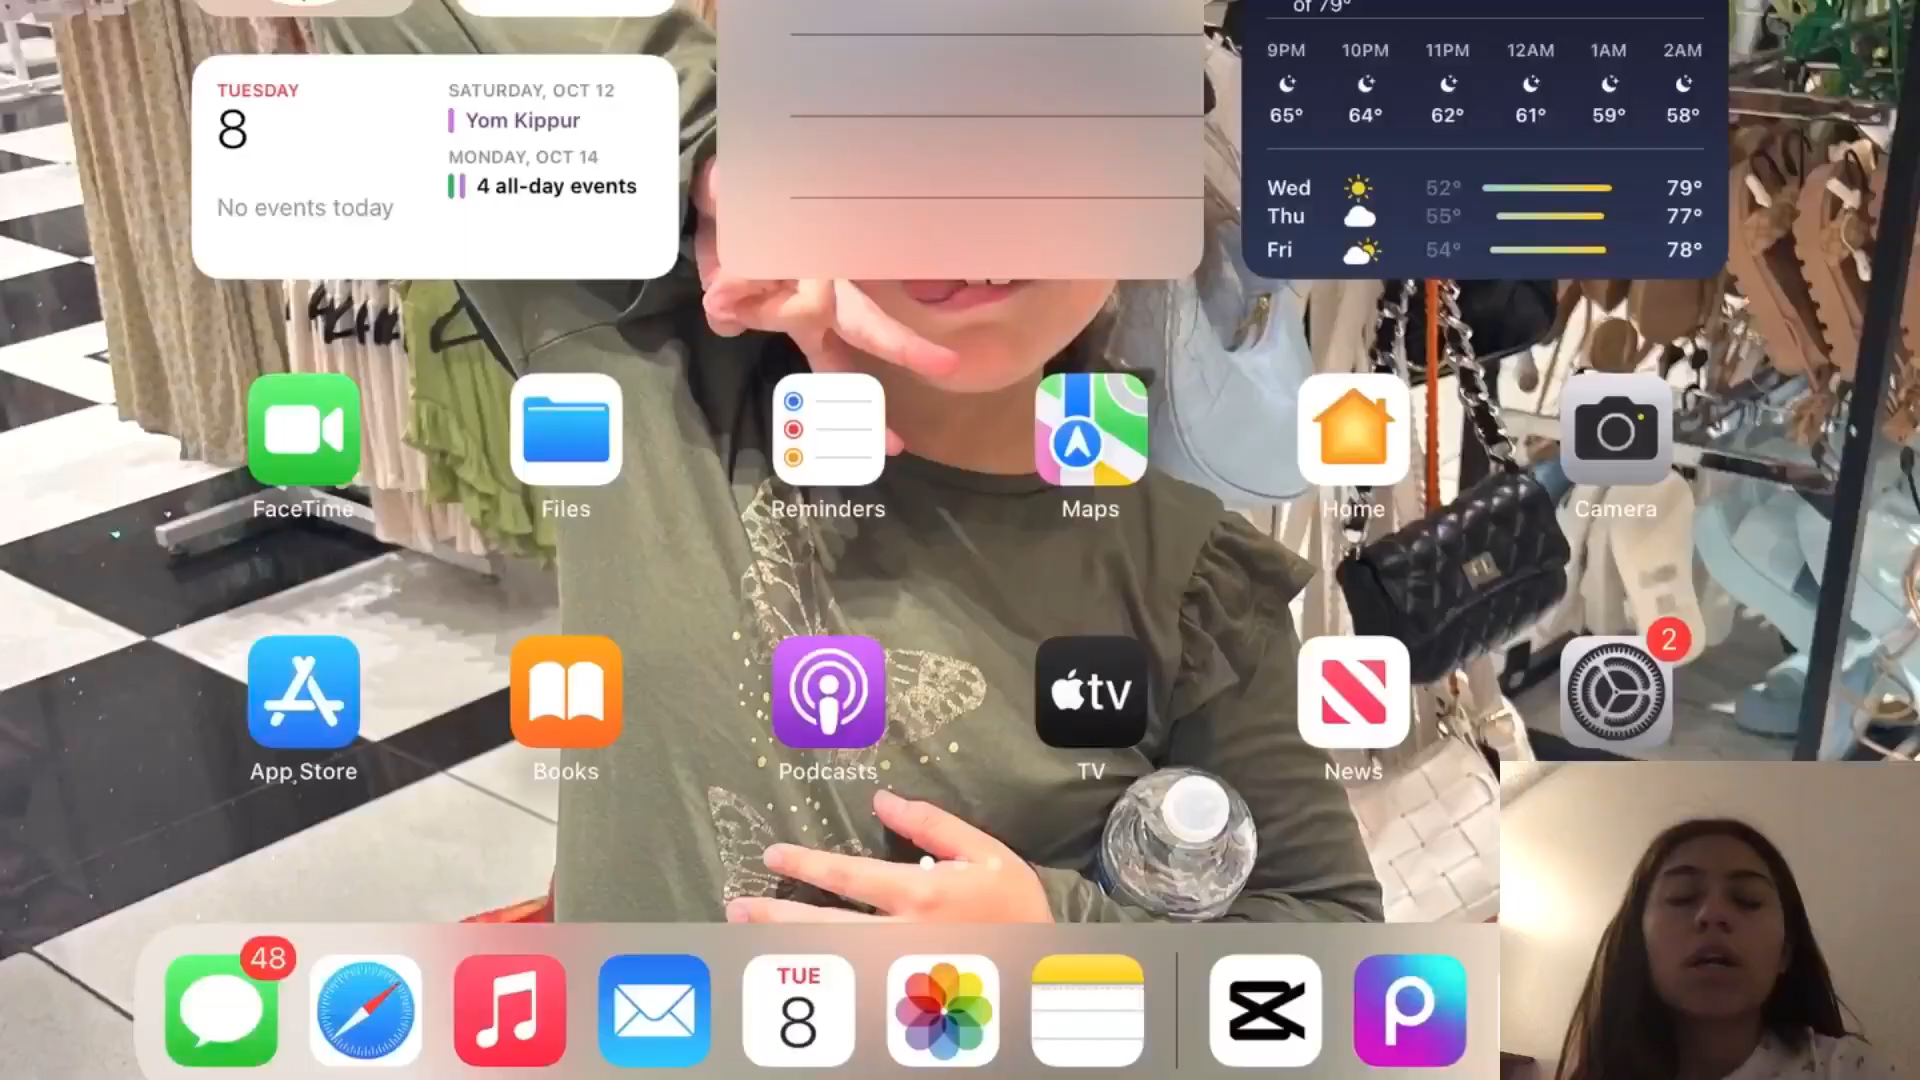 of 79°
TUESDAY
8
No events today
SATURDAY, OCT 12
Yom Kippur
MONDAY, OCT 14
4 all-day events
9PM 10PM 11PM 12AM 1AM 2AM
65° 64° 62° 61° 59° 58°
Wed 52° 79°
Thu 55° 77°
Fri 54° 78°
FaceTime Files Reminders Maps Home Camera
tv
2
App Store Books Podcasts TV News
48
TUE
8